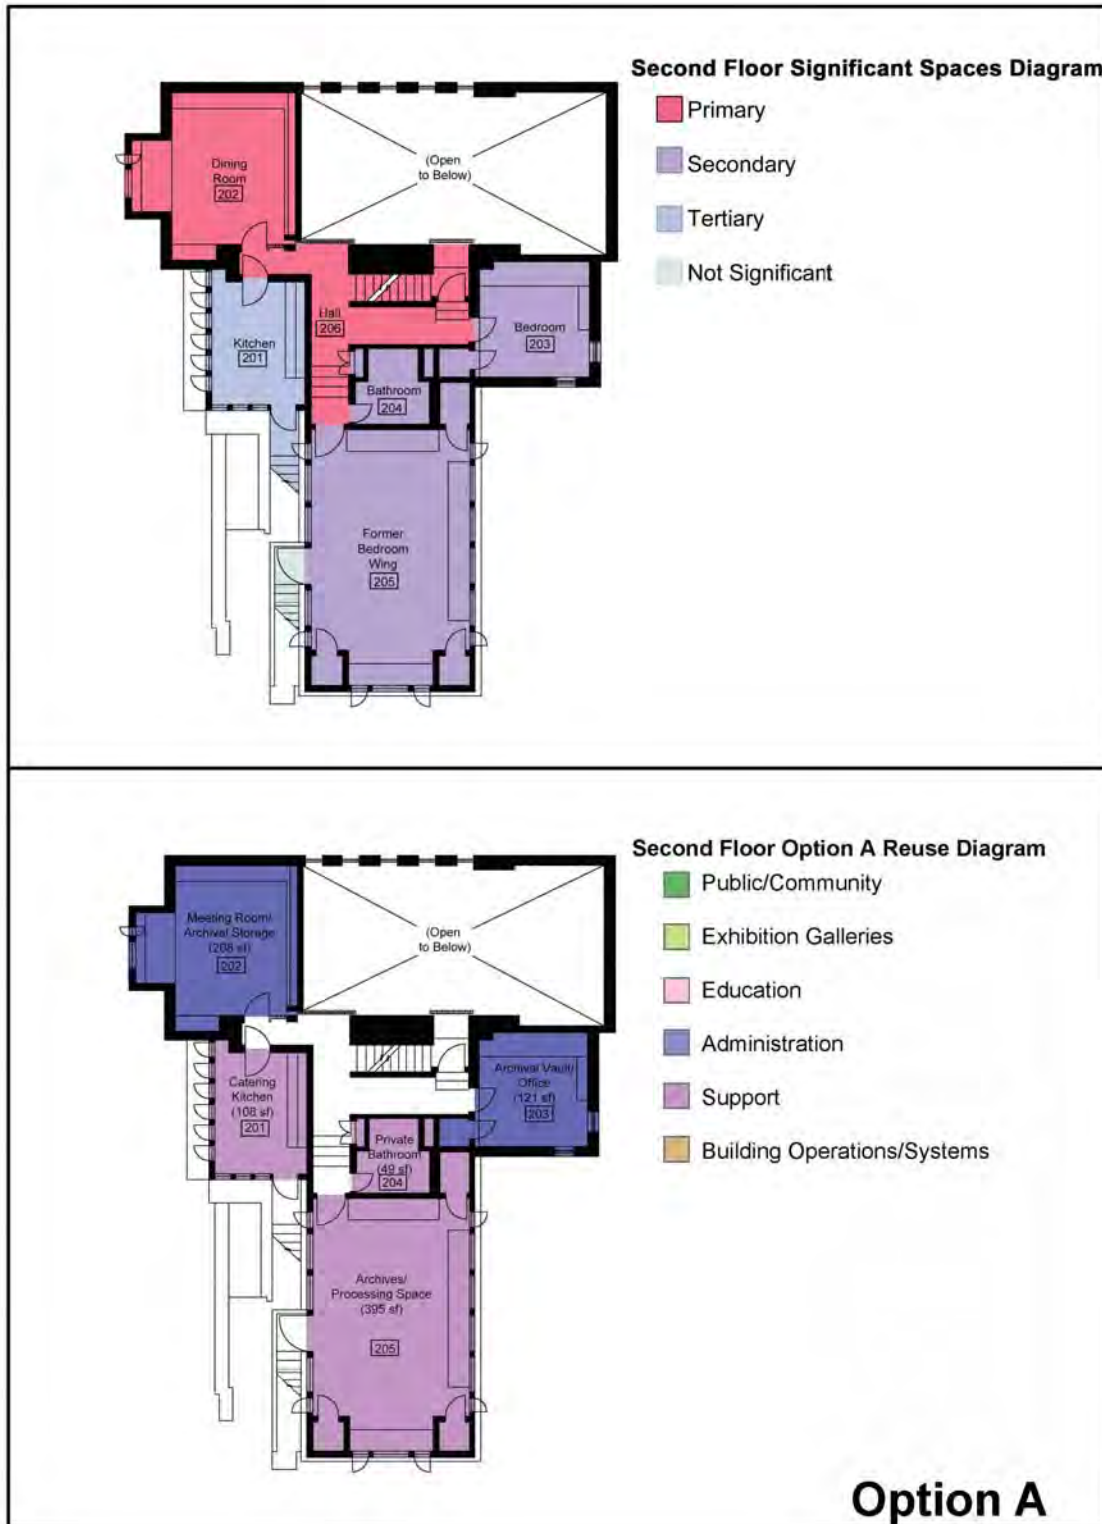 Second Floor Significant Spaces Diagram
Primary
Secondary
Tertiary
Not Significant
Dining
Room
202
(Open
to Below)
Kitchen
201
Hall
206
Bedroom
203
Bathroom
204
Former
Bedroom
Wing
205
Second Floor Option A Reuse Diagram
Public/Community
Exhibition Galleries
Education
Administration
Support
Building Operations/Systems
Meeting Room/
Archival Storage
(208 sf)
202
(Open
to Below)
Catering
Kitchen
(108 sf)
201
Archival Vault/
Office
(121 sf)
203
Private
Bathroom
(49 sf)
204
Archives/
Processing Space
(395 sf)
205
Option A